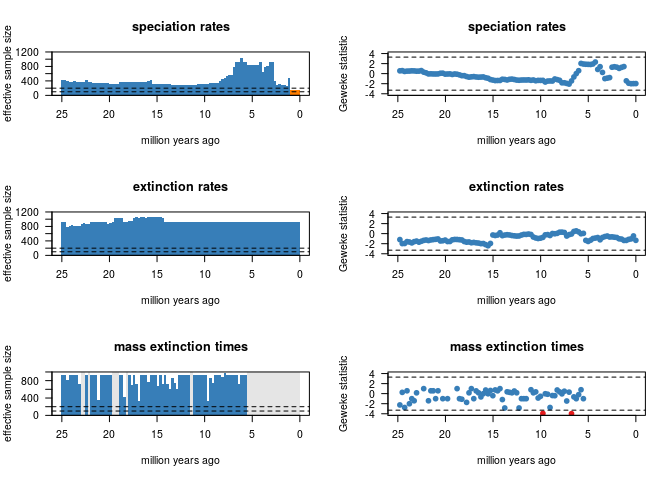 speciation rates
effective sample size
1200
800
400
0
25 20 15 10 5 0
million years ago
speciation rates
Geweke statistic
4
2
0
-2
-4
25 20 15 10 5 0
million years ago
extinction rates
effective sample size
1200
800
400
0
25 20 15 10 5 0
million years ago
extinction rates
Geweke statistic
4
2
0
-2
-4
25 20 15 10 5 0
million years ago
mass extinction times
effective sample size
800
400
0
25 20 15 10 5 0
million years ago
mass extinction times
Geweke statistic
4
2
0
-2
-4
25 20 15 10 5 0
million years ago